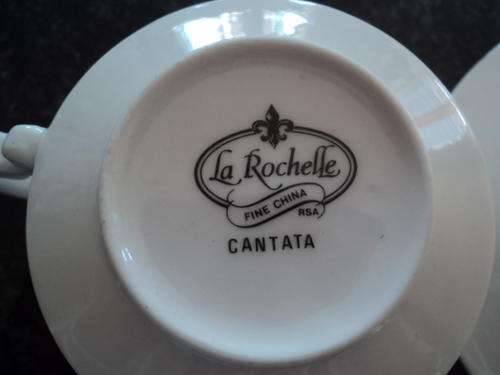 La Rochelle
FINE CHINA
RSA
CANTATA